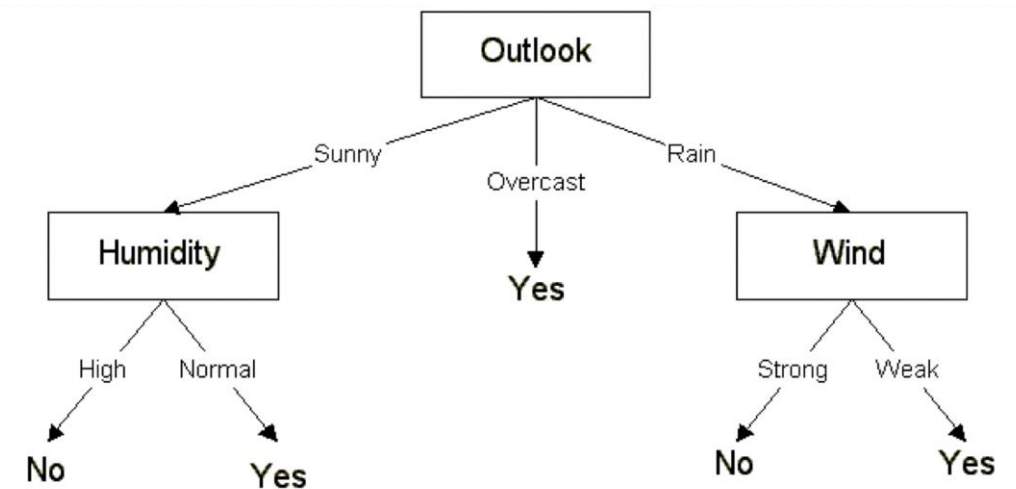 Outlook
Sunny
Overcast
Rain
Humidity
Yes
Wind
High
Normal
Strong
Weak
No
Yes
No
Yes